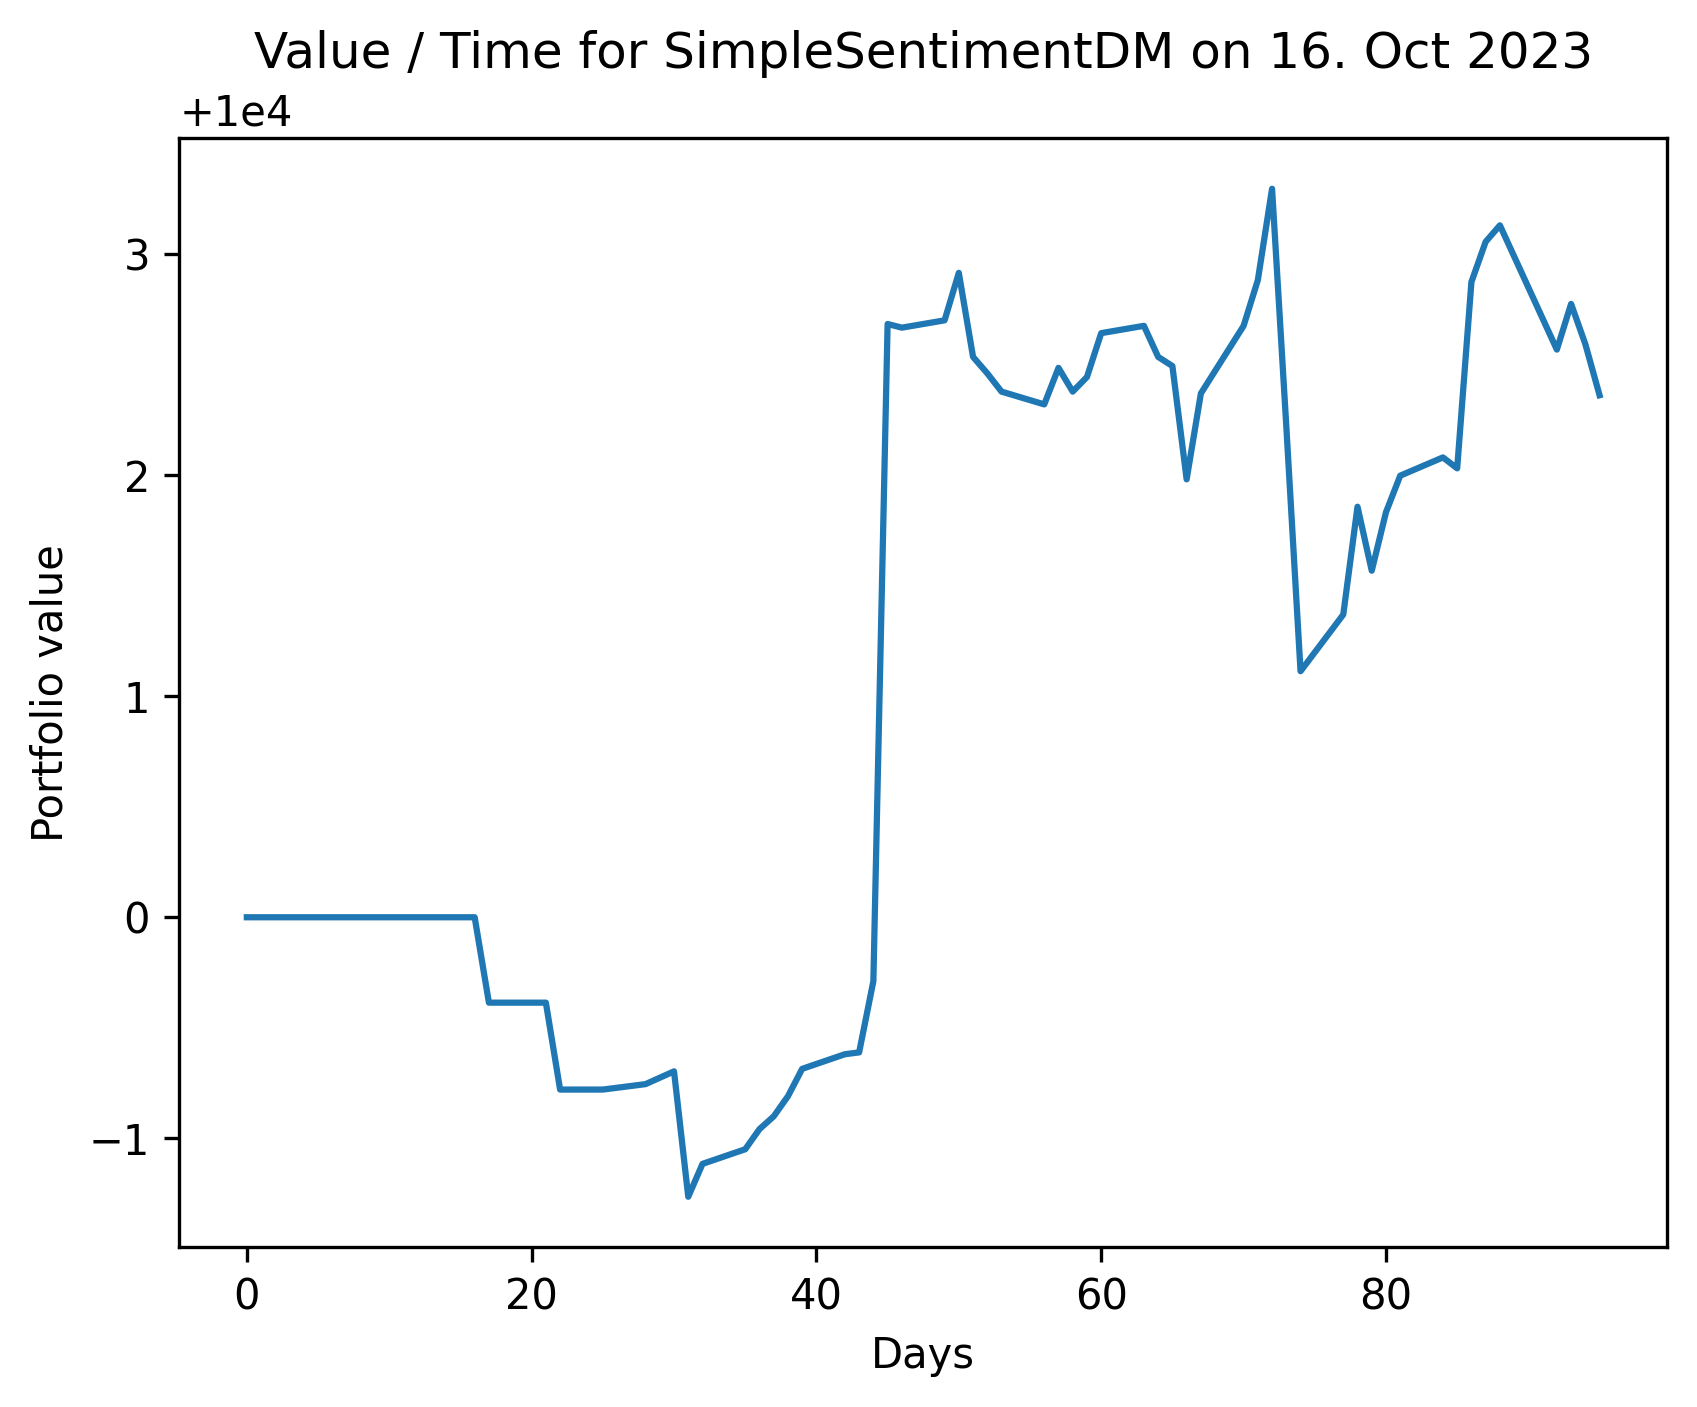 Value / Time for SimpleSentimentDM on 16. Oct 2023
+1e4
3
2
1
0
−1
Portfolio value
0 20 40 60 80
Days